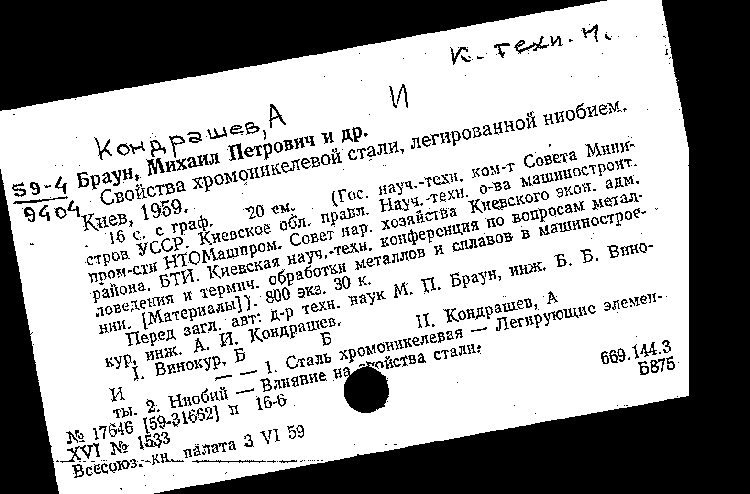 К. Техн. Н.
Кондрашев, А И
59-4
9404
Браун, Михаил Петрович и др.
Свойства хромоникелевой стали, легированной ниобием.
Киев, 1959.
16 с. с граф. 20 см. (Гос. науч.-техн. ком-т Совета Мини-
стров УССР. Киевское обл. правл. Науч.-техн. о-ва машиностроит.
пром-сти НТОМашпром. Совет нар. хозяйства Киевского экон. адм.
района. БТИ. Киевская науч.-техн. конференция по вопросам метал-
ловедения и термич. обработки металлов и сплавов в машинострое-
нии. [Материалы]). 800 экз. 30 к.
Перед загл. авт: д-р техн. наук М. П. Браун, инж. Б. Б. Вино-
кур, инж. А. И. Кондрашев.
I. Винокур, Б Б II. Кондрашев, А
И — — 1. Сталь хромоникелевая — Легирующие элемен-
ты. 2. Ниобий — Влияние на свойства стали.
№ 17646 [59-31662] п 16-6
669.144.3
XVI № 1533
Б875
Всесоюз. кн. палата 3 VI 59